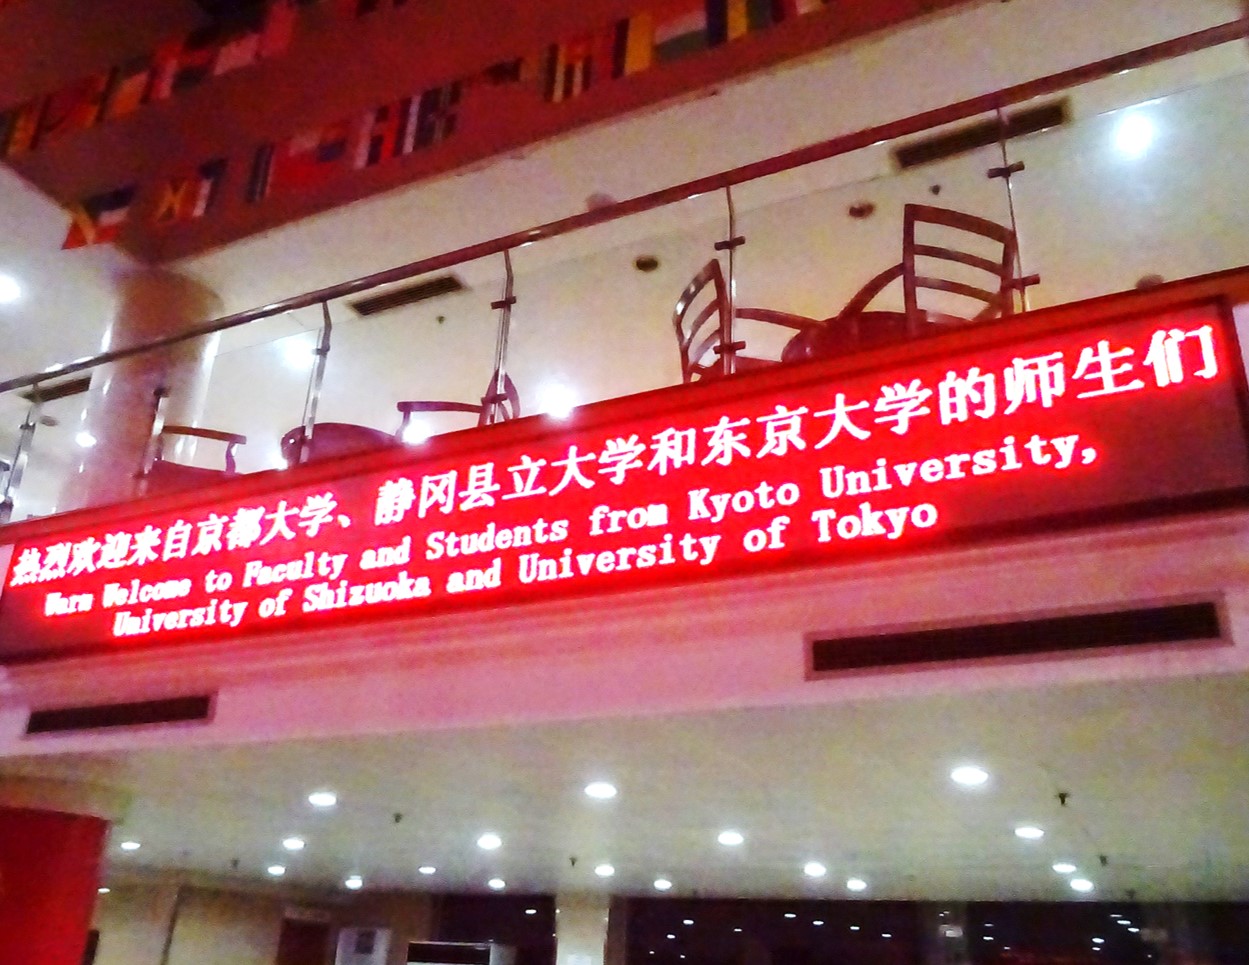 热烈欢迎来自京都大学、静冈县立大学和东京大学的师生们
Warm Welcome to Faculty and Students from Kyoto University,
University of Shizuoka and University of Tokyo